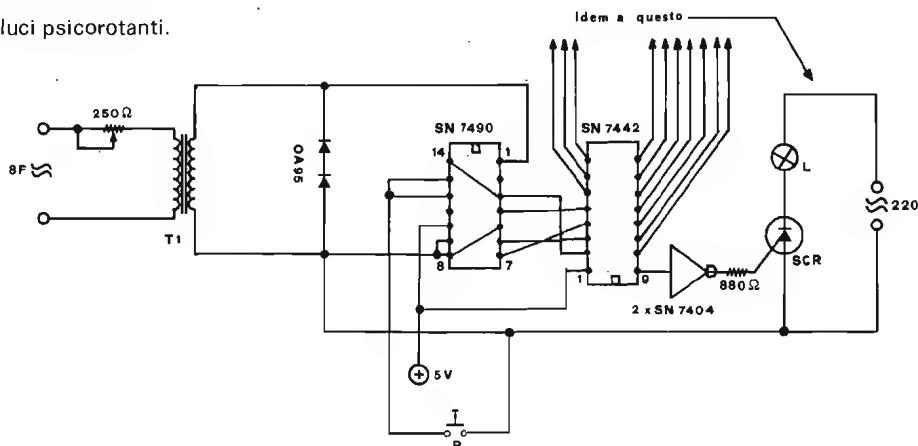 luci psicorotanti.
Idem a questo
250Ω
8F
T1
OA95
SN 7490
14
1
8
7
SN 7442
1
9
2 x SN 7404
880Ω
L
SCR
220
5V
T
P